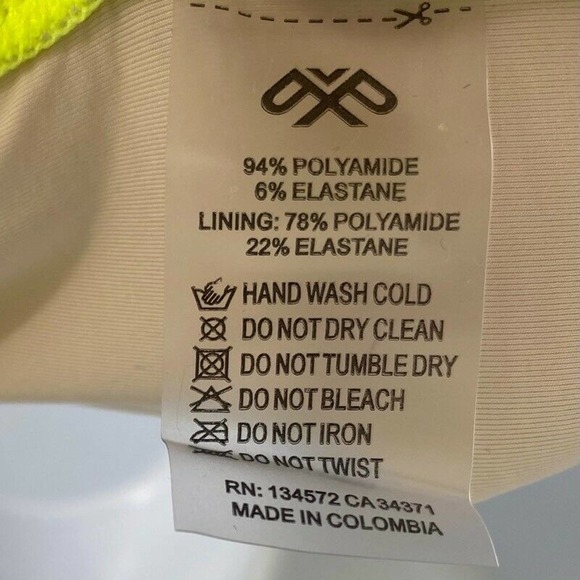 94% POLYAMIDE
6% ELASTANE
LINING: 78% POLYAMIDE
22% ELASTANE
HAND WASH COLD
DO NOT DRY CLEAN
DO NOT TUMBLE DRY
DO NOT BLEACH
DO NOT IRON
DO NOT TWIST
RN: 134572 CA 34371
MADE IN COLOMBIA